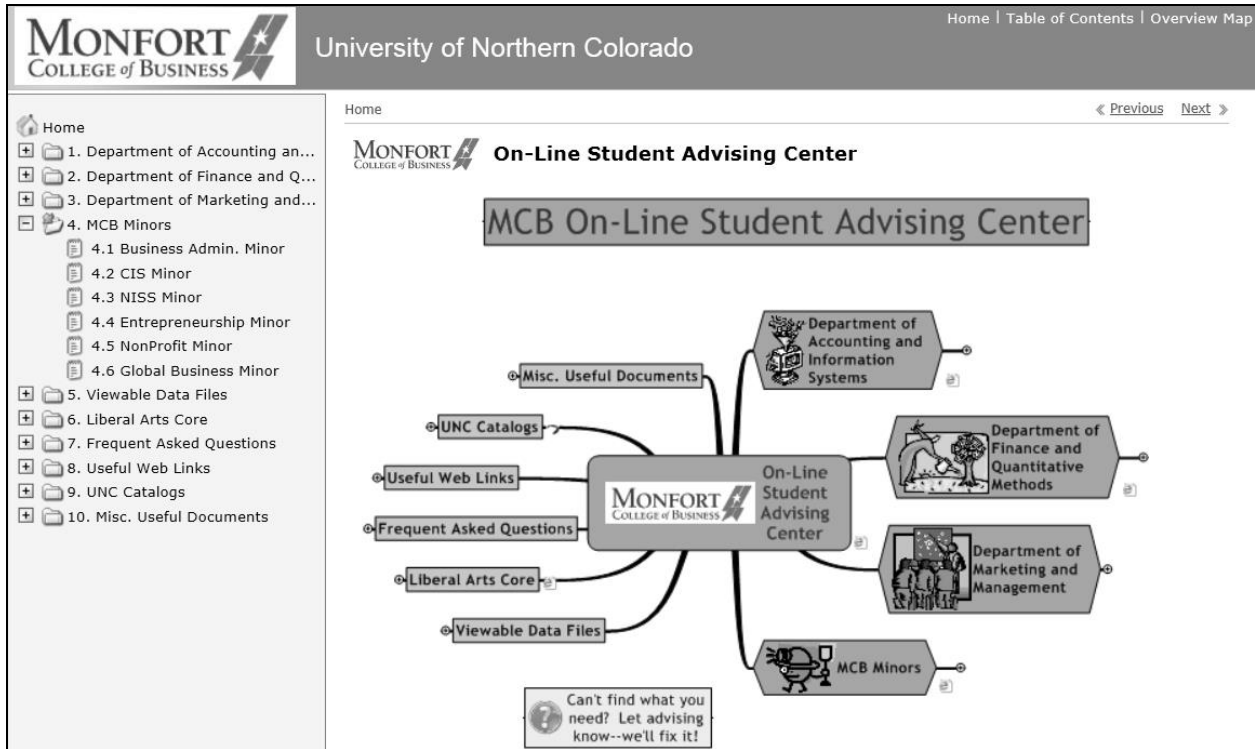 MONFORT
COLLEGE of BUSINESS
University of Northern Colorado
Home | Table of Contents | Overview Map
Home
1. Department of Accounting an...
2. Department of Finance and Q...
3. Department of Marketing and...
4. MCB Minors
4.1 Business Admin. Minor
4.2 CIS Minor
4.3 NISS Minor
4.4 Entrepreneurship Minor
4.5 NonProfit Minor
4.6 Global Business Minor
5. Viewable Data Files
6. Liberal Arts Core
7. Frequent Asked Questions
8. Useful Web Links
9. UNC Catalogs
10. Misc. Useful Documents
Home
« Previous Next »
MONFORT
COLLEGE of BUSINESS
On-Line Student Advising Center
MCB On-Line Student Advising Center
Misc. Useful Documents
UNC Catalogs
Useful Web Links
Frequent Asked Questions
Liberal Arts Core
Viewable Data Files
MONFORT
COLLEGE of BUSINESS
On-Line
Student
Advising
Center
Department of
Accounting and
Information
Systems
Department of
Finance and
Quantitative
Methods
Department of
Marketing and
Management
MCB Minors
Can't find what you
need? Let advising
know--we'll fix it!